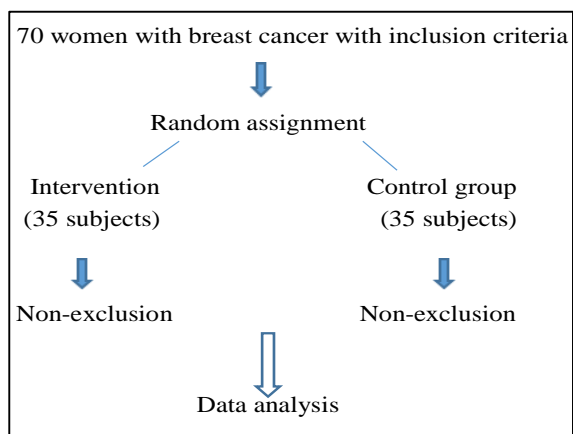 70 women with breast cancer with inclusion criteria
Random assignment
Intervention
(35 subjects)
Control group
(35 subjects)
Non-exclusion
Non-exclusion
Data analysis